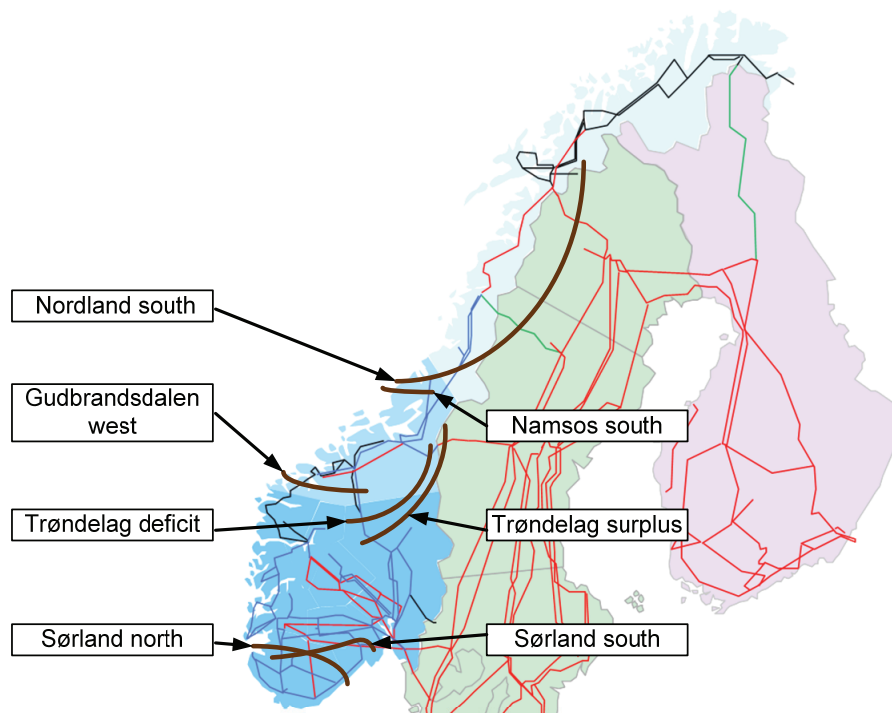 Nordland south
Gudbrandsdalen
west
Namsos south
Trøndelag deficit
Trøndelag surplus
Sørland north
Sørland south